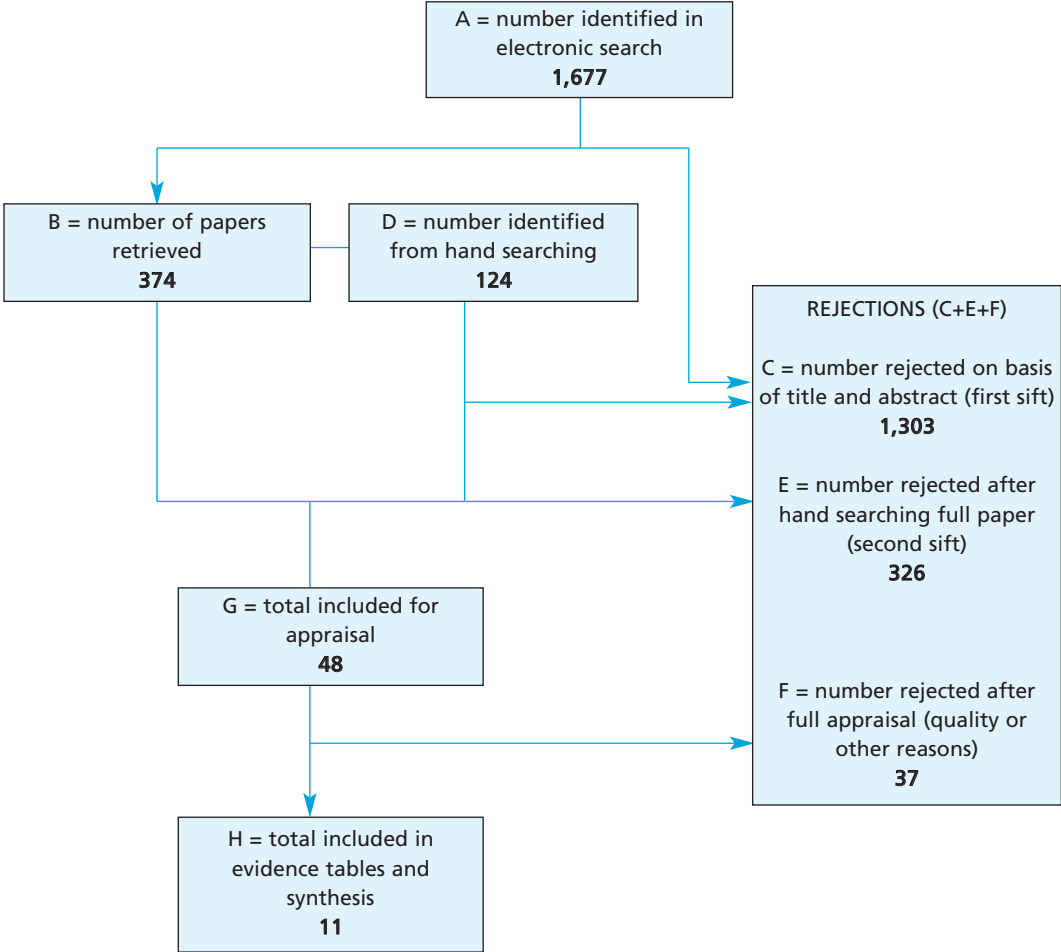 A = number identified in
electronic search
1,677
B = number of papers
retrieved
374
D = number identified
from hand searching
124
REJECTIONS (C+E+F)
C = number rejected on basis
of title and abstract (first sift)
1,303
E = number rejected after
hand searching full paper
(second sift)
326
G = total included for
appraisal
48
F = number rejected after
full appraisal (quality or
other reasons)
37
H = total included in
evidence tables and
synthesis
11